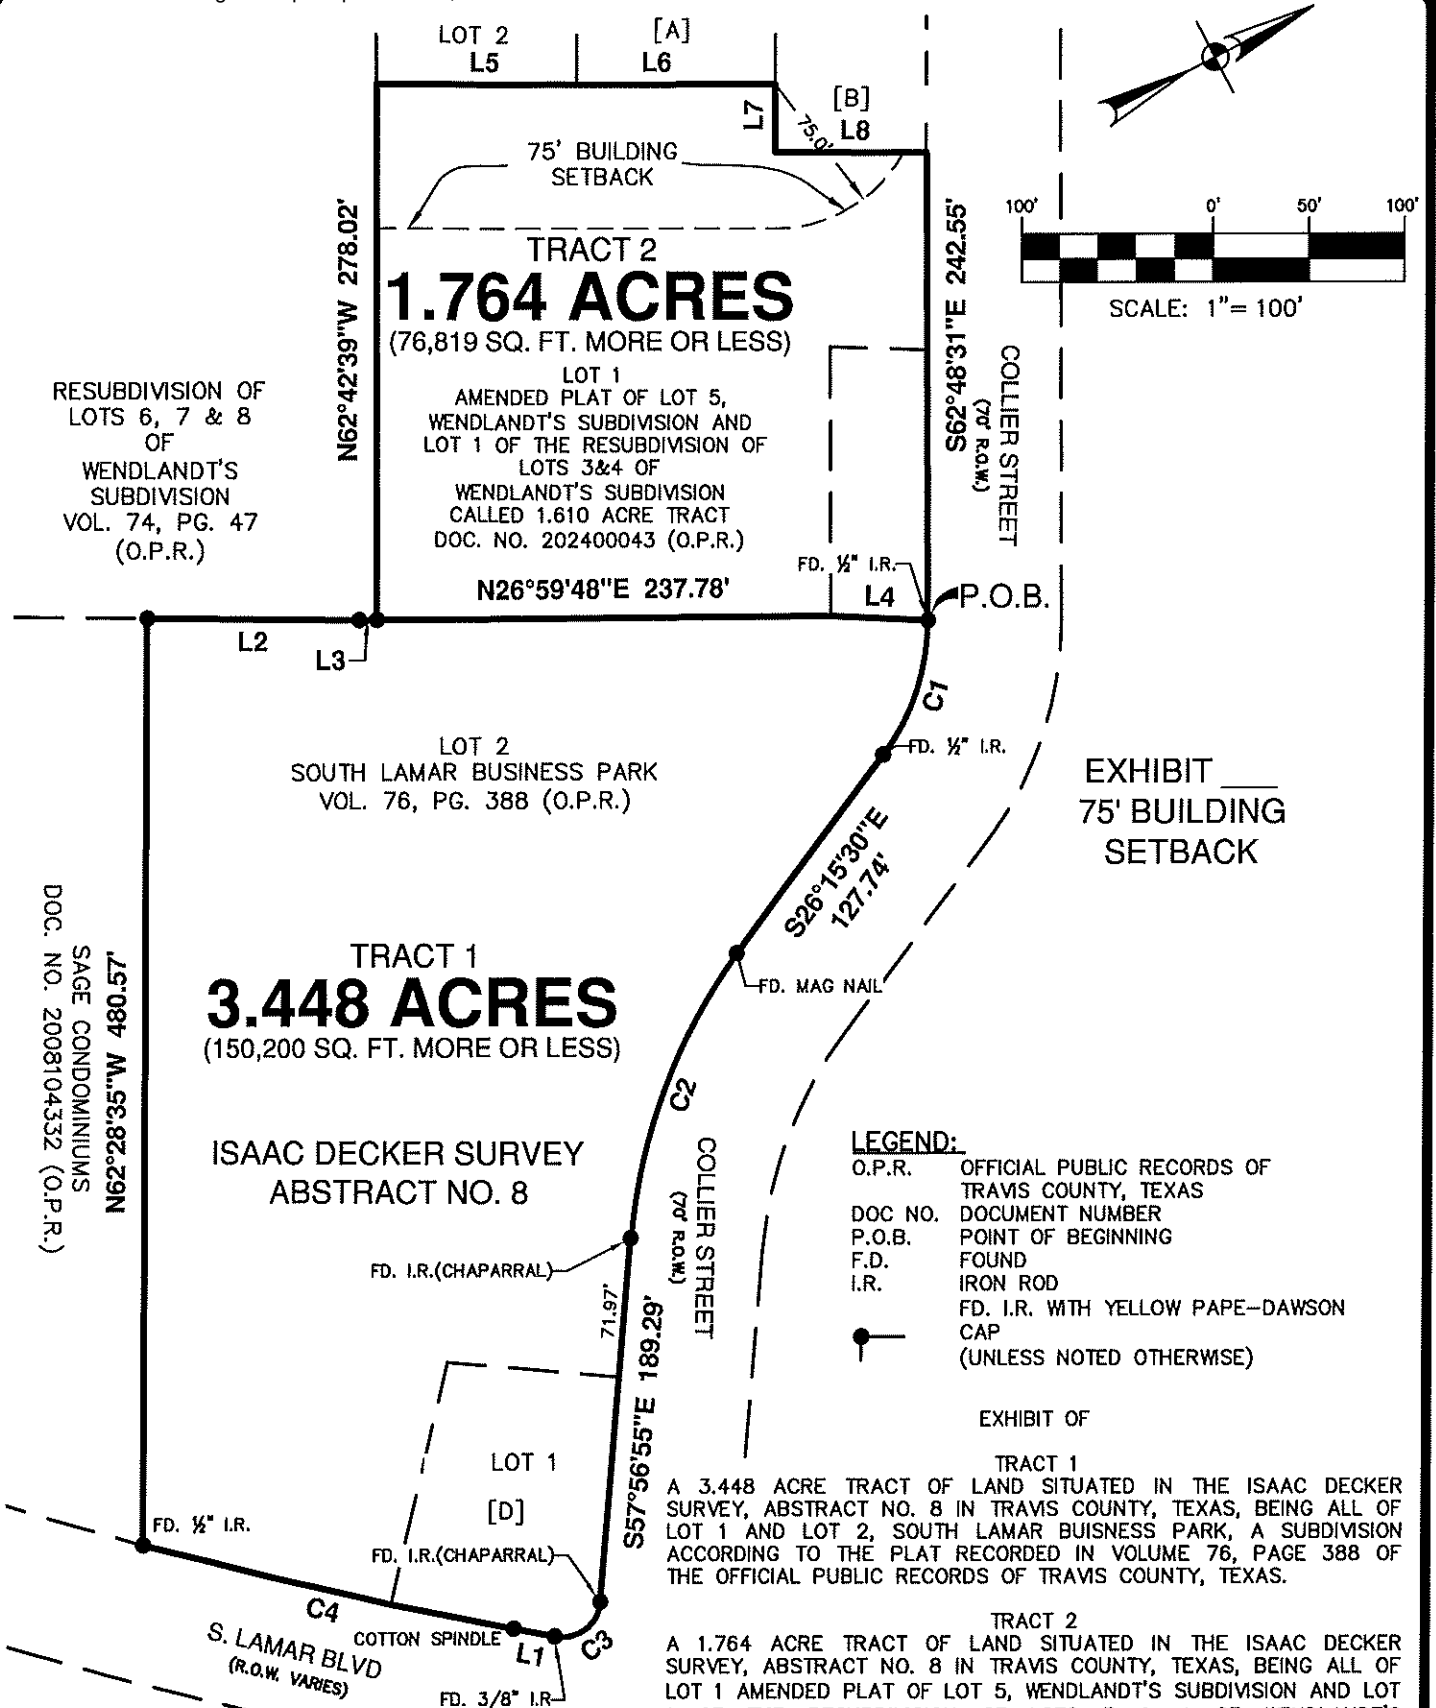 LOT 2
L5
[A]
L6
L7
[B]
L8
75.0'
75' BUILDING
SETBACK
100'
0'
50'
100'
SCALE: 1"= 100'
N62°42'39"W 278.02'
S62°48'31"E 242.55'
TRACT 2
1.764 ACRES
(76,819 SQ. FT. MORE OR LESS)
LOT 1
AMENDED PLAT OF LOT 5,
WENDLANDT'S SUBDIVISION AND
LOT 1 OF THE RESUBDIVISION OF
LOTS 3&4 OF
WENDLANDT'S SUBDIVISION
CALLED 1.610 ACRE TRACT
DOC. NO. 202400043 (O.P.R.)
COLLIER STREET
(70' R.O.W.)
RESUBDIVISION OF
LOTS 6, 7 & 8
OF
WENDLANDT'S
SUBDIVISION
VOL. 74, PG. 47
(O.P.R.)
FD. ½" I.R.
N26°59'48"E 237.78'
L4
P.O.B.
L2
L3
C1
FD. ½" I.R.
LOT 2
SOUTH LAMAR BUSINESS PARK
VOL. 76, PG. 388 (O.P.R.)
EXHIBIT ___
75' BUILDING
SETBACK
S26°15'30"E
127.74'
FD. MAG NAIL
DOC. NO. 2008104332 (O.P.R.)
SAGE CONDOMINIUMS
N62°28'35"W 480.57'
TRACT 1
3.448 ACRES
(150,200 SQ. FT. MORE OR LESS)
C2
ISAAC DECKER SURVEY
ABSTRACT NO. 8
COLLIER STREET
(70' R.O.W.)
LEGEND:
O.P.R. OFFICIAL PUBLIC RECORDS OF
TRAVIS COUNTY, TEXAS
DOC NO. DOCUMENT NUMBER
P.O.B. POINT OF BEGINNING
F.D. FOUND
I.R. IRON ROD
FD. I.R. WITH YELLOW PAPE-DAWSON
CAP
(UNLESS NOTED OTHERWISE)
FD. I.R.(CHAPARRAL)
71.97'
S57°56'55"E 189.29'
LOT 1
[D]
FD. ½" I.R.
FD. I.R.(CHAPARRAL)
C4
S. LAMAR BLVD
(R.O.W. VARIES)
COTTON SPINDLE
L1
C3
FD. 3/8" I.R
EXHIBIT OF
TRACT 1
A 3.448 ACRE TRACT OF LAND SITUATED IN THE ISAAC DECKER
SURVEY, ABSTRACT NO. 8 IN TRAVIS COUNTY, TEXAS, BEING ALL OF
LOT 1 AND LOT 2, SOUTH LAMAR BUISNESS PARK, A SUBDIVISION
ACCORDING TO THE PLAT RECORDED IN VOLUME 76, PAGE 388 OF
THE OFFICIAL PUBLIC RECORDS OF TRAVIS COUNTY, TEXAS.
TRACT 2
A 1.764 ACRE TRACT OF LAND SITUATED IN THE ISAAC DECKER
SURVEY, ABSTRACT NO. 8 IN TRAVIS COUNTY, TEXAS, BEING ALL OF
LOT 1 AMENDED PLAT OF LOT 5, WENDLANDT'S SUBDIVISION AND LOT